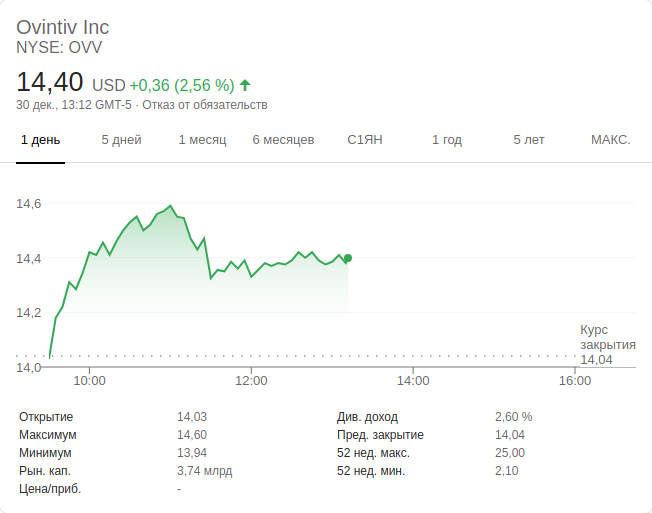 Ovintiv Inc
NYSE: OVV
14,40 USD +0,36 (2,56 %)
30 дек., 13:12 GMT-5 · Отказ от обязательств
1 день 5 дней 1 месяц 6 месяцев С1ЯН 1 год 5 лет МАКС.
14,6
14,4
14,2
14,0
Курс
закрытия
14,04
10:00 12:00 14:00 16:00
Открытие 14,03 Див. доход 2,60 %
Максимум 14,60 Пред. закрытие 14,04
Минимум 13,94 52 нед. макс. 25,00
Рын. кап. 3,74 млрд 52 нед. мин. 2,10
Цена/приб. -